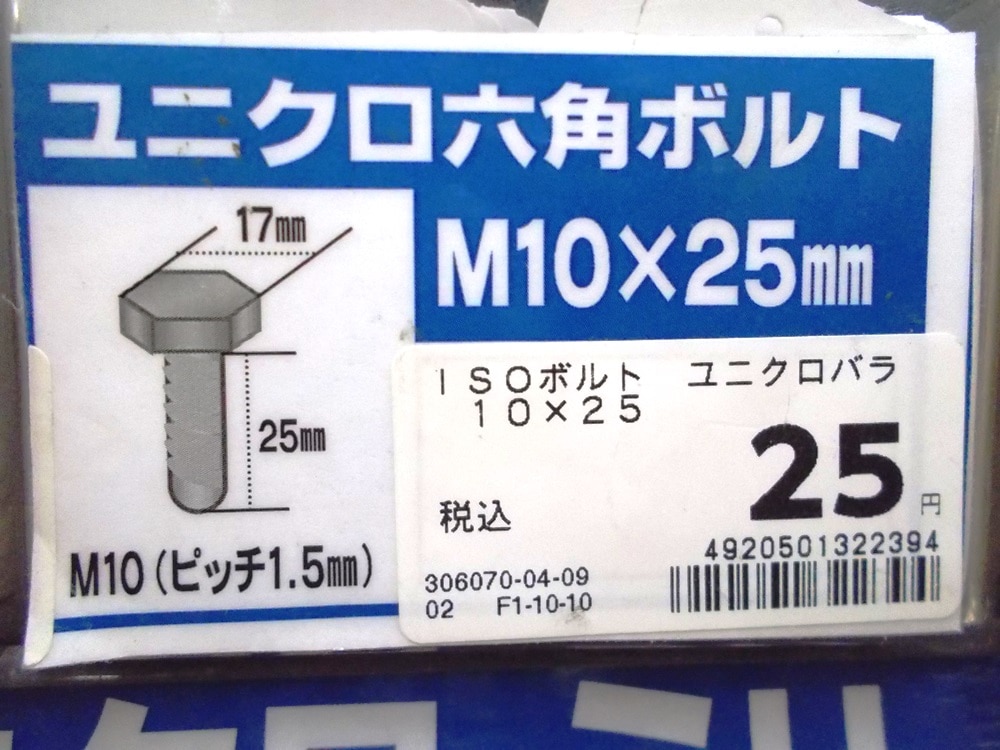 ユニクロ六角ボルト
M10×25mm
17mm
25mm
M10(ピッチ1.5mm)
ISOボルト ユニクロバラ
10×25
25円
税込
4920501322394
306070-04-09
02 F1-10-10